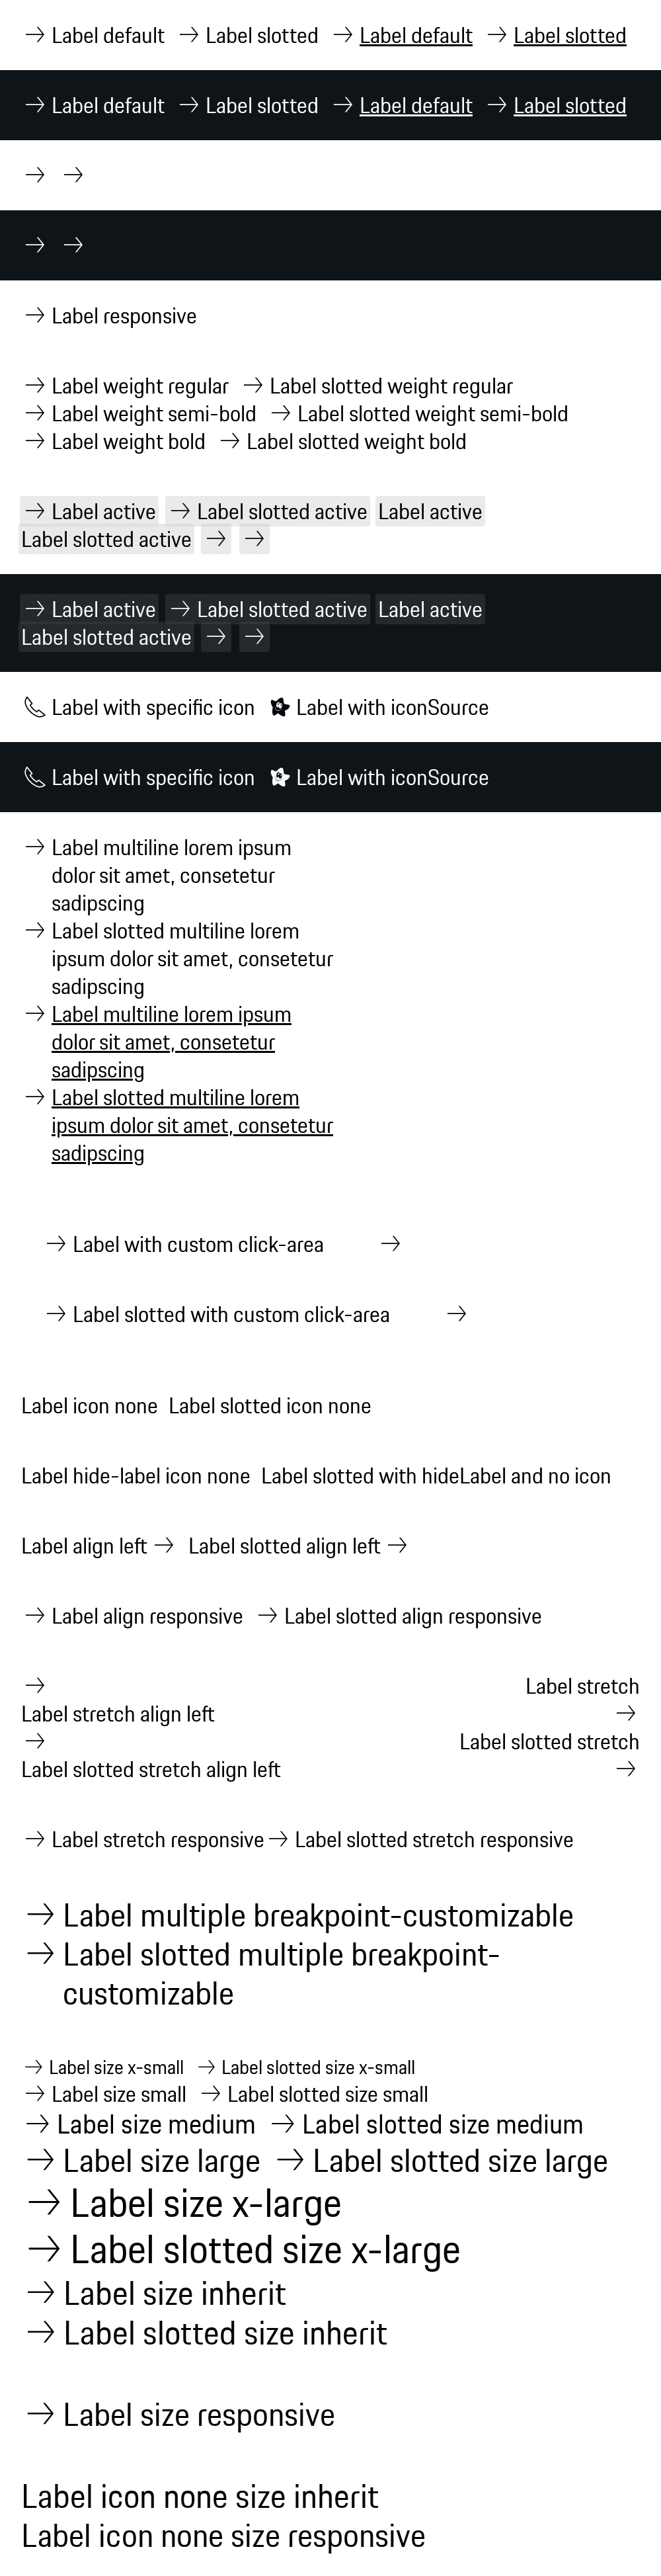 Label default Label slotted Label default Label slotted
Label default Label slotted Label default Label slotted
Label responsive
Label weight regular Label slotted weight regular
Label weight semi-bold Label slotted weight semi-bold
Label weight bold Label slotted weight bold
Label active Label slotted active Label active
Label slotted active
Label active Label slotted active Label active
Label slotted active
Label with specific icon Label with iconSource
Label with specific icon Label with iconSource
Label multiline lorem ipsum
dolor sit amet, consetetur
sadipscing
Label slotted multiline lorem
ipsum dolor sit amet, consetetur
sadipscing
Label multiline lorem ipsum
dolor sit amet, consetetur
sadipscing
Label slotted multiline lorem
ipsum dolor sit amet, consetetur
sadipscing
Label with custom click-area
Label slotted with custom click-area
Label icon none Label slotted icon none
Label hide-label icon none Label slotted with hideLabel and no icon
Label align left Label slotted align left
Label align responsive Label slotted align responsive
Label stretch
Label stretch align left
Label slotted stretch
Label slotted stretch align left
Label stretch responsive Label slotted stretch responsive
Label multiple breakpoint-customizable
Label slotted multiple breakpoint-
customizable
Label size x-small Label slotted size x-small
Label size small Label slotted size small
Label size medium Label slotted size medium
Label size large Label slotted size large
Label size x-large
Label slotted size x-large
Label size inherit
Label slotted size inherit
Label size responsive
Label icon none size inherit
Label icon none size responsive